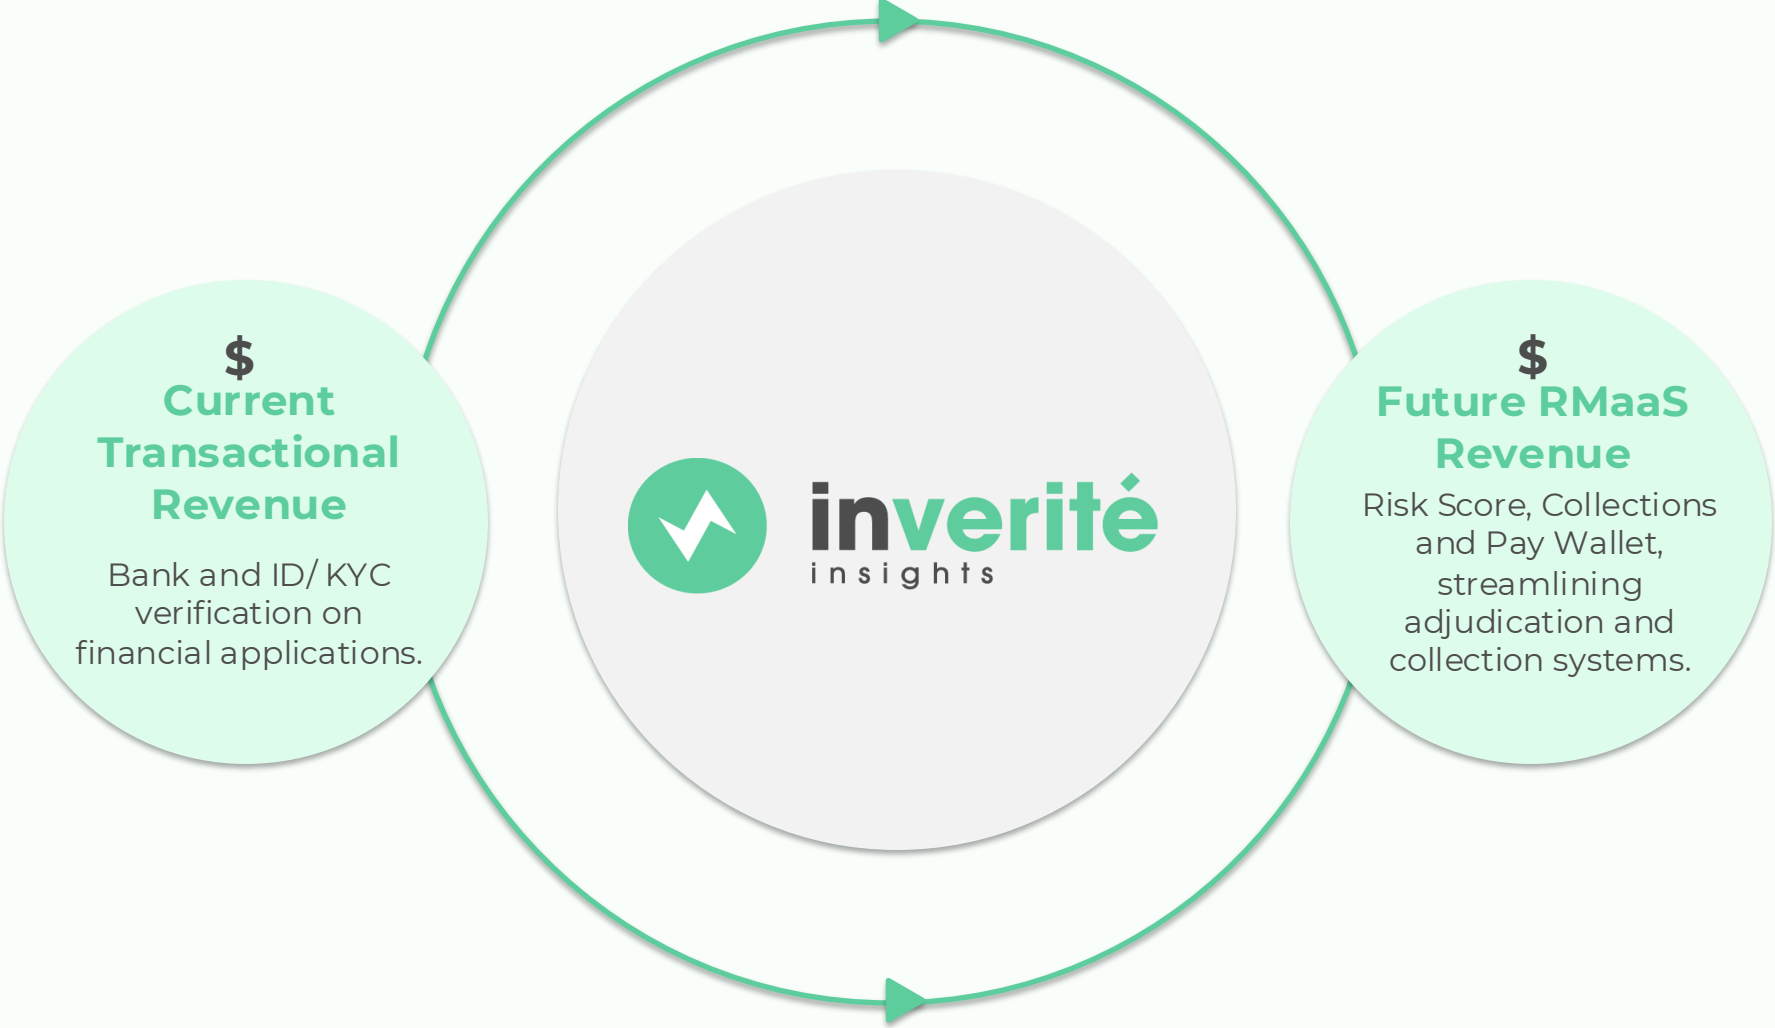 $
Current
Transactional
Revenue
Bank and ID/ KYC
verification on
financial applications.
inverité
insights
$
Future RMaaS
Revenue
Risk Score, Collections
and Pay Wallet,
streamlining
adjudication and
collection systems.